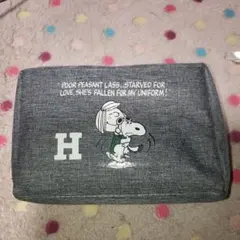 POOR PEASANT LASS...STARVED FOR
LOVE, SHE'S FALLEN FOR MY UNIFORM!
H